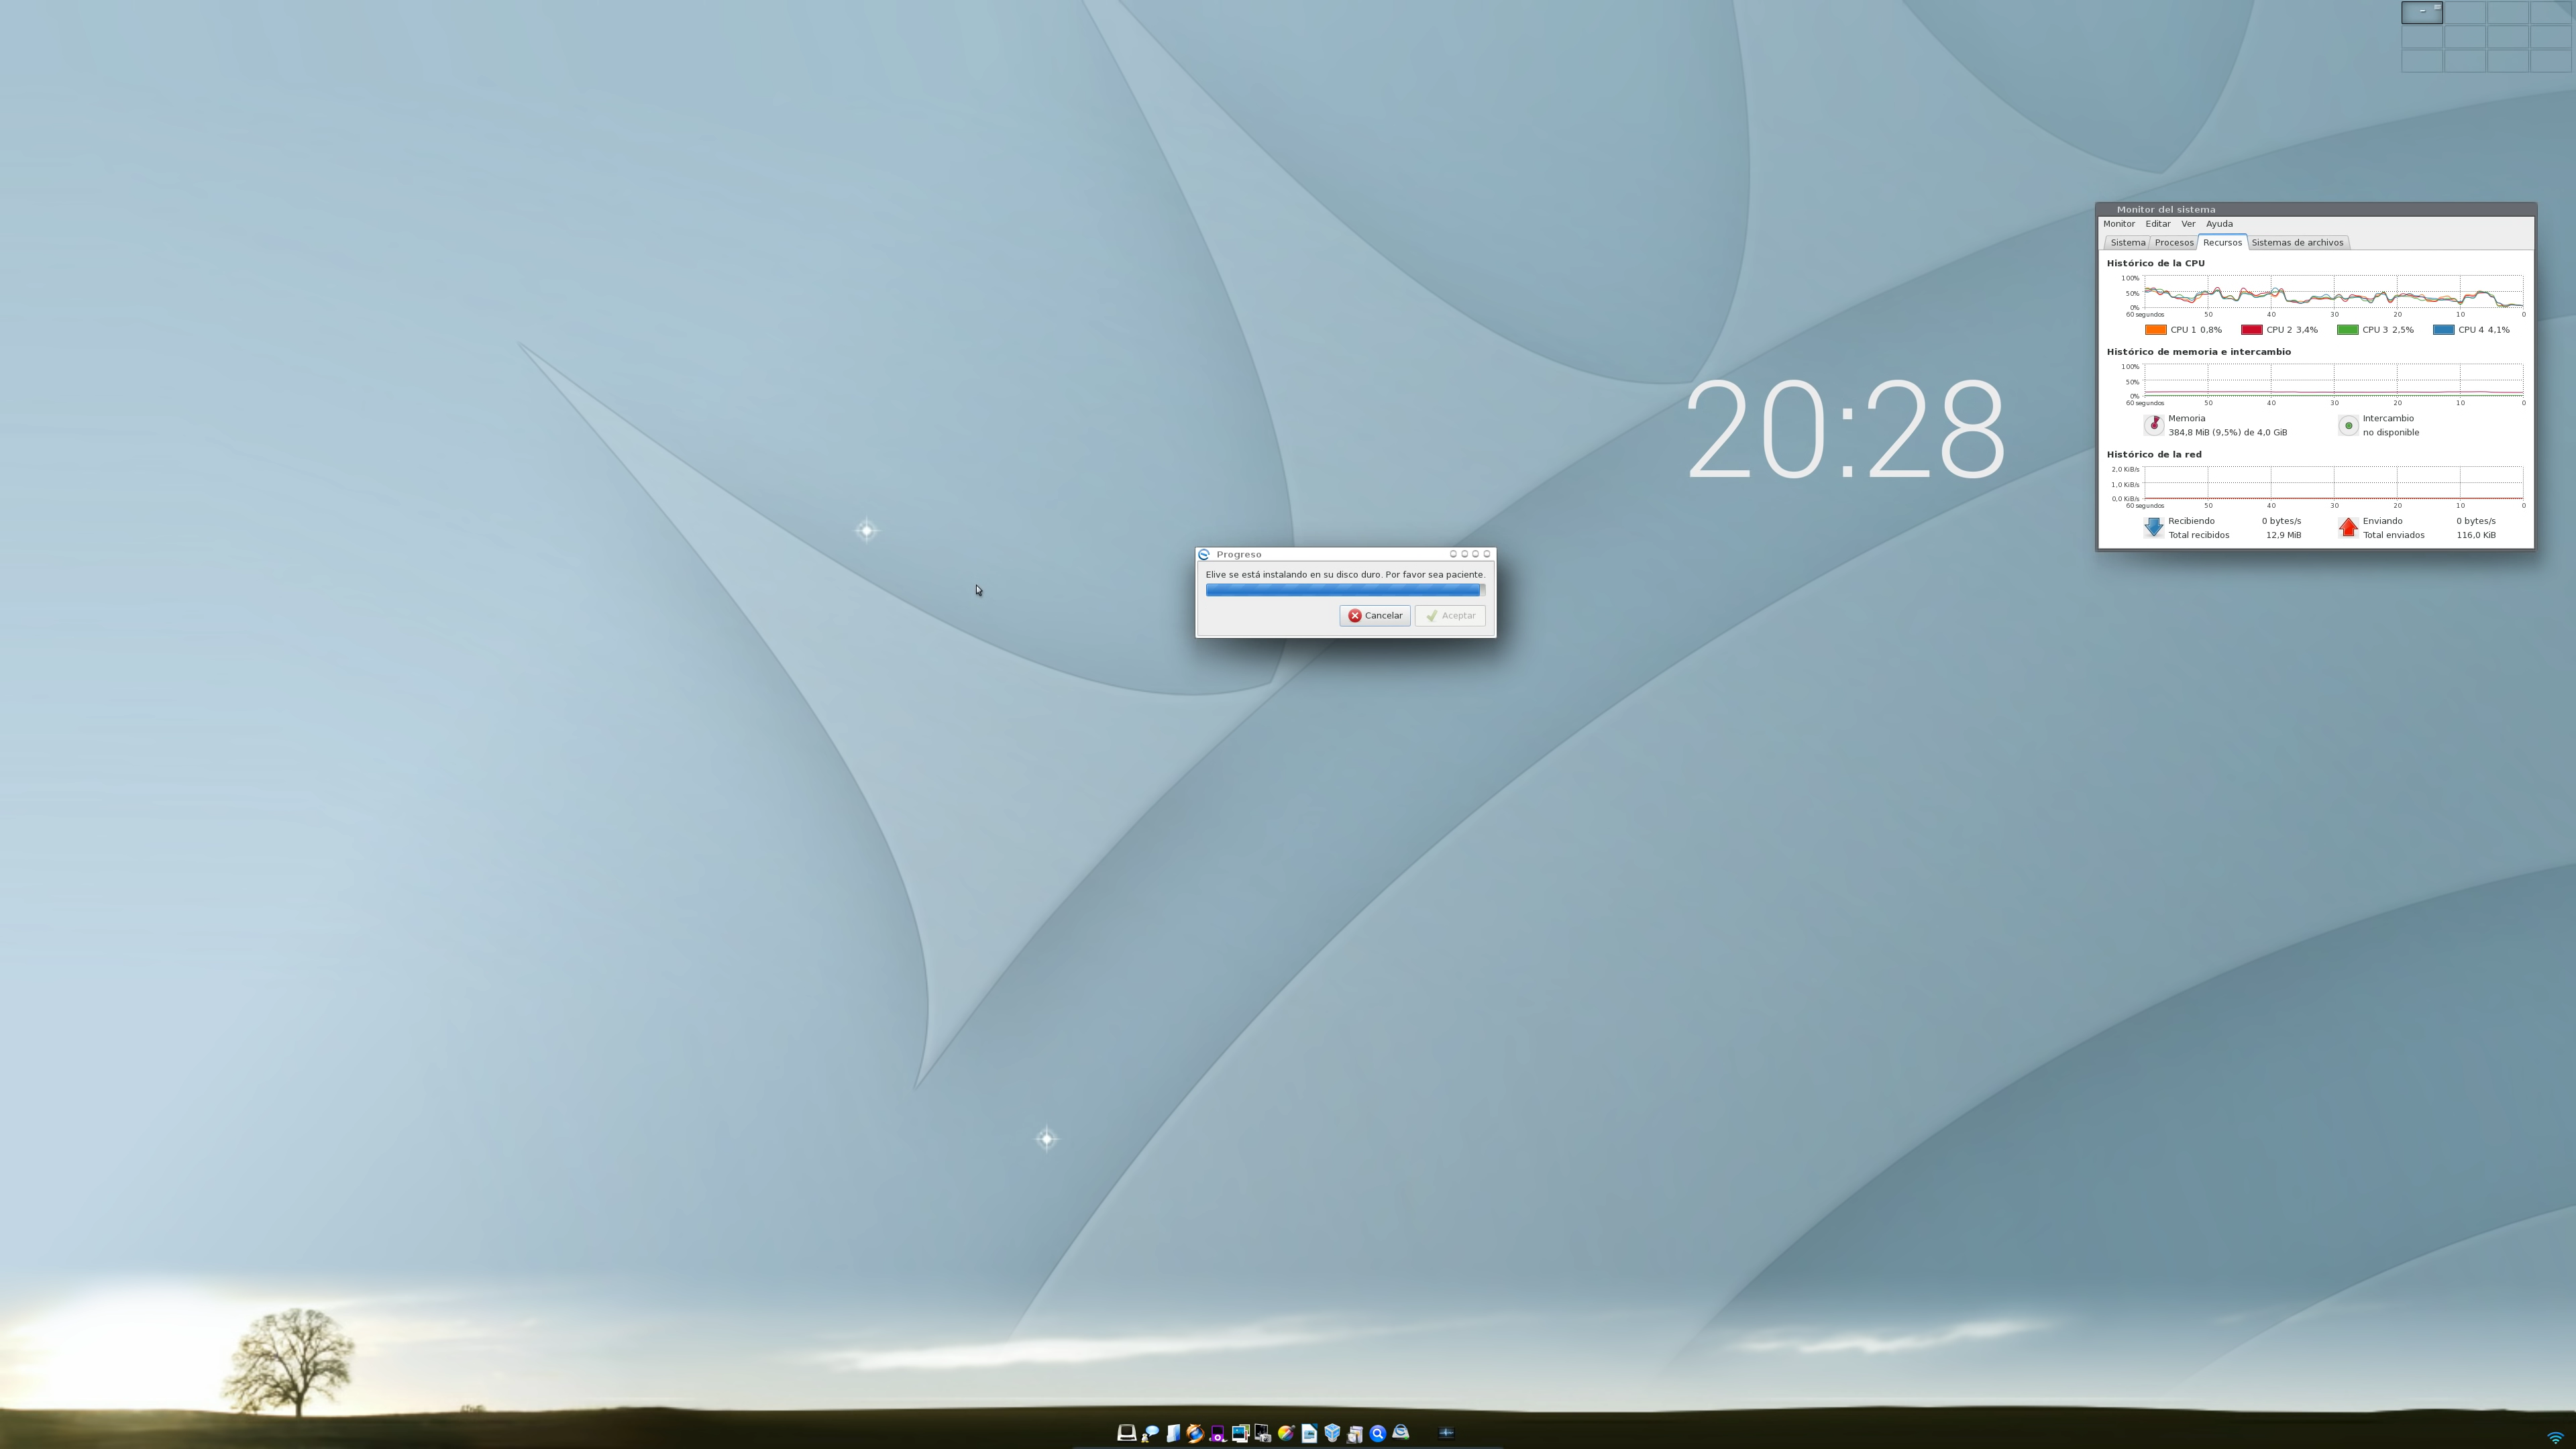 Monitor del sistema
Monitor Editar Ver Ayuda
Sistema Procesos Recursos Sistemas de archivos
Histórico de la CPU
100%
50%
0%
60 segundos 50 40 30 20 10 0
CPU 1 0,8% CPU 2 3,4% CPU 3 2,5% CPU 4 4,1%
Histórico de memoria e intercambio
100%
50%
0%
60 segundos 50 40 30 20 10 0
Memoria
384,8 MiB (9,5%) de 4,0 GiB
Intercambio
no disponible
Histórico de la red
2,0 KiB/s
1,0 KiB/s
0,0 KiB/s
60 segundos 50 40 30 20 10 0
Recibiendo 0 bytes/s
Total recibidos 12,9 MiB
Enviando 0 bytes/s
Total enviados 116,0 KiB
20:28
Progreso
Elive se está instalando en su disco duro. Por favor sea paciente.
Cancelar Aceptar